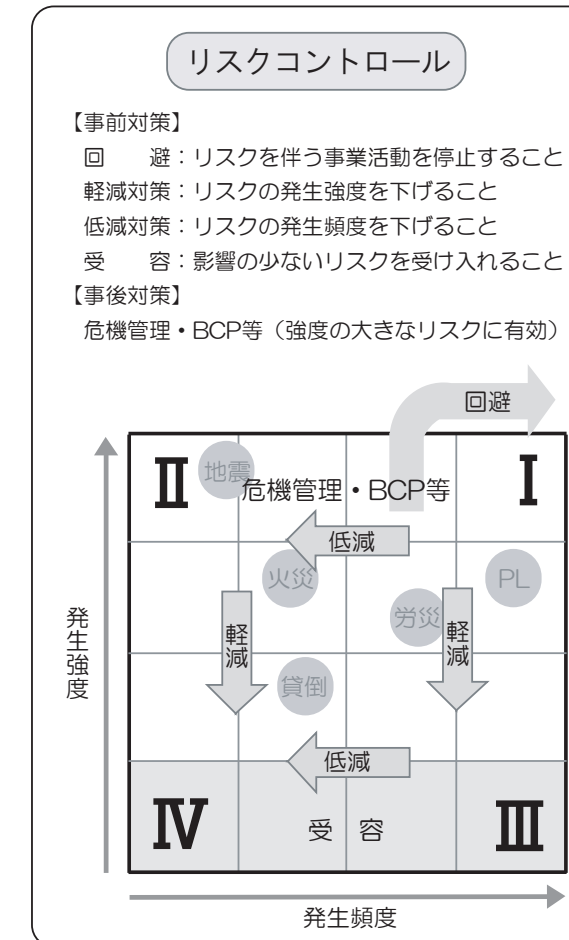 リスクコントロール
【事前対策】
回　　避：リスクを伴う事業活動を停止すること
軽減対策：リスクの発生強度を下げること
低減対策：リスクの発生頻度を下げること
受　　容：影響の少ないリスクを受け入れること
【事後対策】
危機管理・BCP等（強度の大きなリスクに有効）
回避
Ⅱ
地震
危機管理・BCP等
Ⅰ
低減
火災
PL
労災
発生強度
軽減
軽減
貸倒
低減
Ⅳ
受　容
Ⅲ
発生頻度